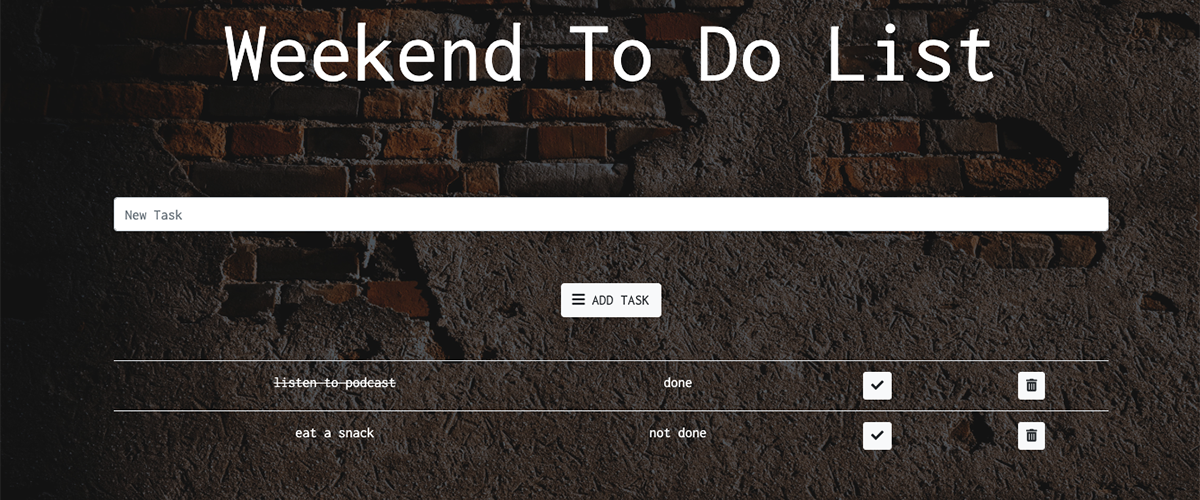 Weekend To Do List
New Task
ADD TASK
listen to podcast done
eat a snack not done